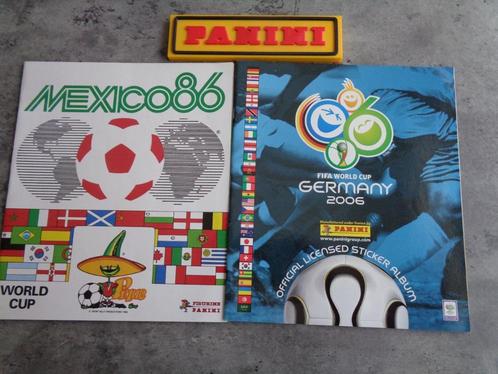 PANINI
MEXICO86
WORLD
CUP
Pique
FIGURINE
PANINI
06
FIFA WORLD CUP
GERMANY
2006
PANINI
www.paninigroup.com
OFFICIAL LICENSED STICKER ALBUM